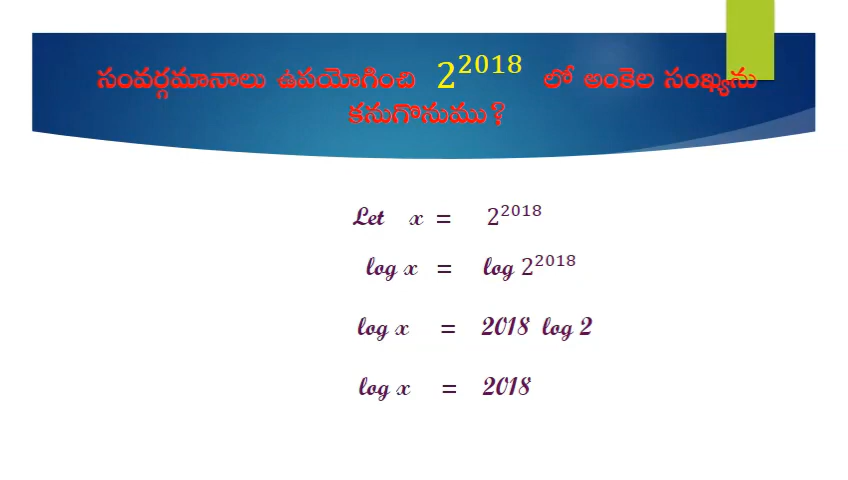 సంవర్గమానాలు ఉపయోగించి 2^2018 లో అంకెల సంఖ్యను
కనుగొనుము?
Let x = 2^2018
log x = log 2^2018
log x = 2018 log 2
log x = 2018